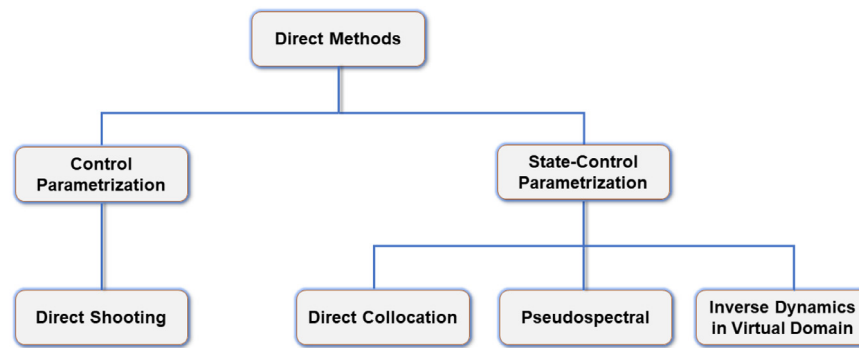 Direct Methods
Control
Parametrization
State-Control
Parametrization
Direct Shooting
Direct Collocation
Pseudospectral
Inverse Dynamics
in Virtual Domain